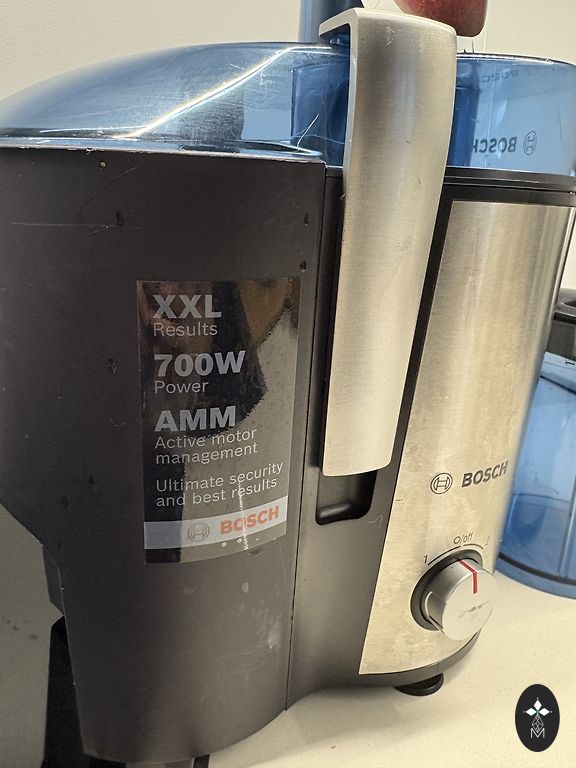 BOSCH
XXL
Results
700W
Power
AMM
Active motor
management
Ultimate security
and best results
BOSCH
BOSCH
1 O/off 2
M